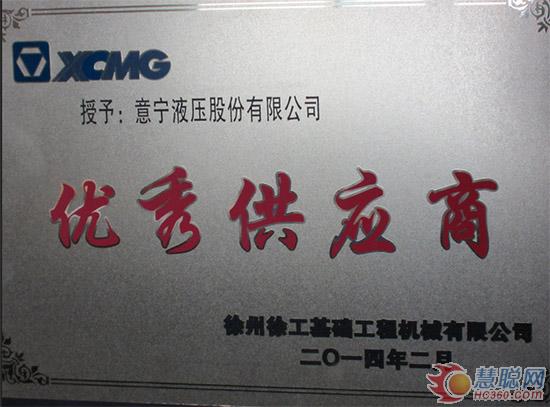 XCMG
授予：意宁液压股份有限公司
优秀供应商
徐州徐工基础工程机械有限公司
二〇一四年二月
慧聪网
HC360.com